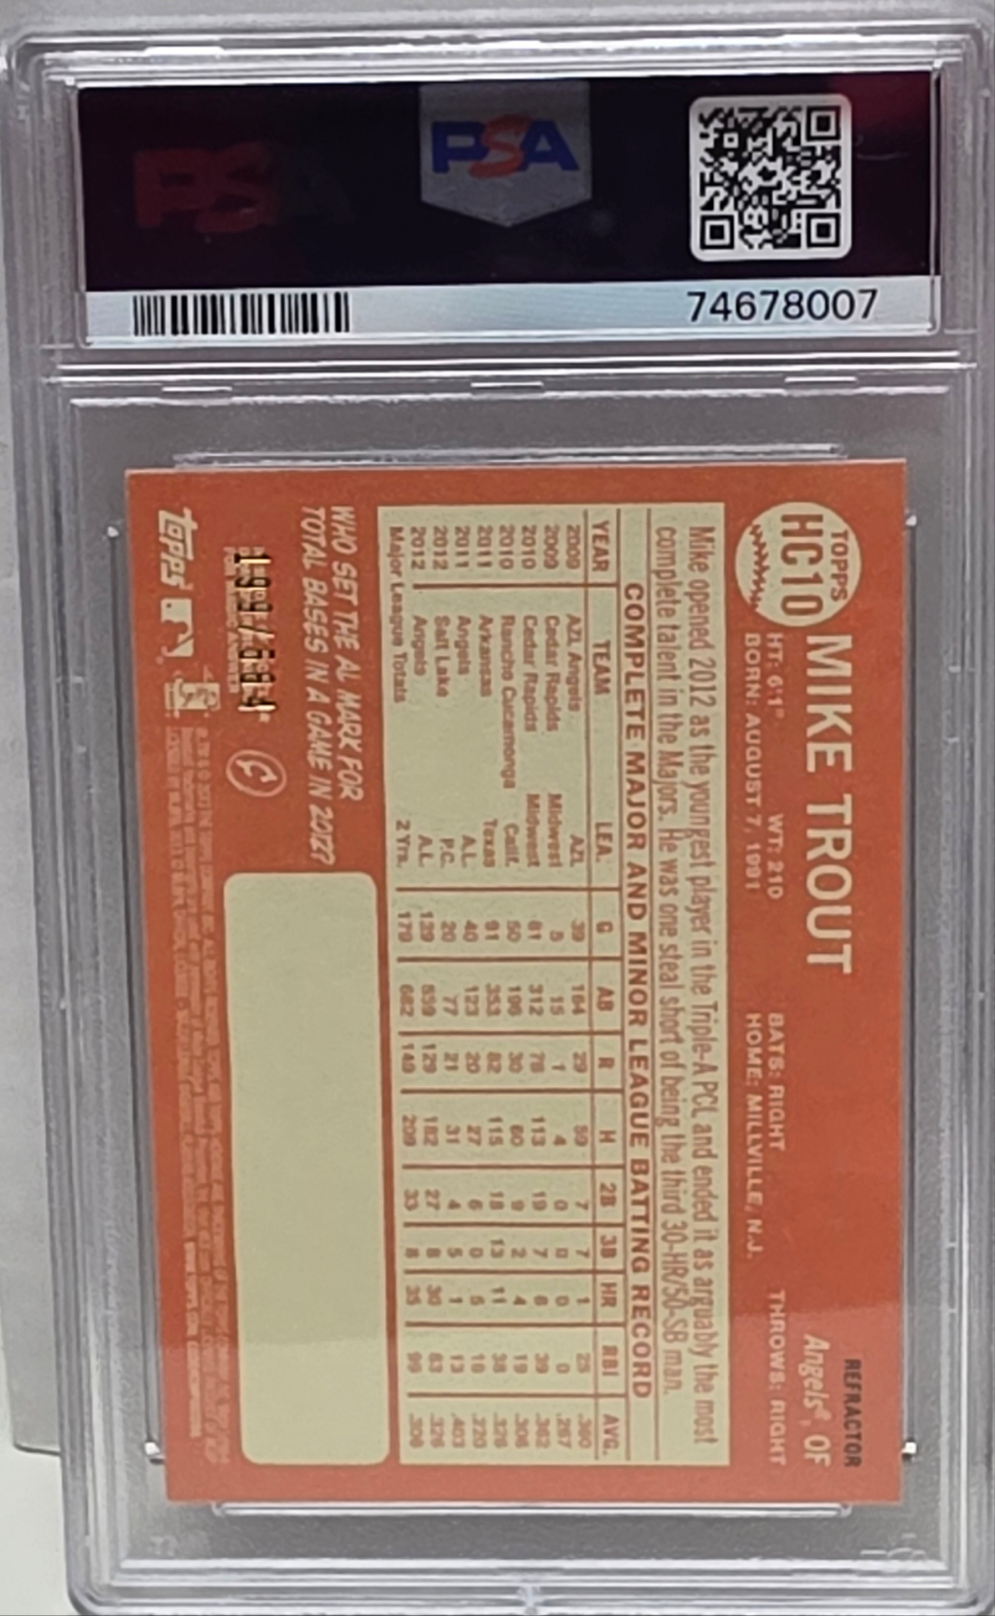 PSA
PSA
74678007
TOPPS
HC10
MIKE TROUT
REFRACTOR
Angels®, OF
HT: 6'1" WT: 210 BATS: RIGHT THROWS: RIGHT
BORN: AUGUST 7, 1991 HOME: MILLVILLE, N.J.
Mike opened 2012 as the youngest player in the Triple-A PCL and ended it as arguably the most
complete talent in the Majors. He was one steal short of being the third 30-HR/50-SB man.
COMPLETE MAJOR AND MINOR LEAGUE BATTING RECORD
YEAR TEAM LEA. G AB R H 2B 3B HR RBI AVG.
2009 AZL Angels AZL 39 164 29 59 7 7 1 25 .360
2009 Cedar Rapids Midwest 5 15 1 4 0 0 0 0 .267
2010 Cedar Rapids Midwest 81 312 76 113 19 7 6 39 .362
2010 Rancho Cucamonga Calif. 50 196 30 60 9 2 4 19 .306
2011 Arkansas Texas 91 353 82 115 18 13 11 38 .326
2011 Angels A.L. 40 123 20 27 6 0 5 16 .220
2012 Salt Lake P.C. 20 77 21 31 4 5 1 13 .403
2012 Angels A.L. 139 559 129 182 27 8 30 83 .326
Major League Totals 2 Yrs. 179 682 149 209 33 8 35 99 .306
WHO SET THE AL MARK FOR
TOTAL BASES IN A GAME IN 2012?
199/564
TOPPS